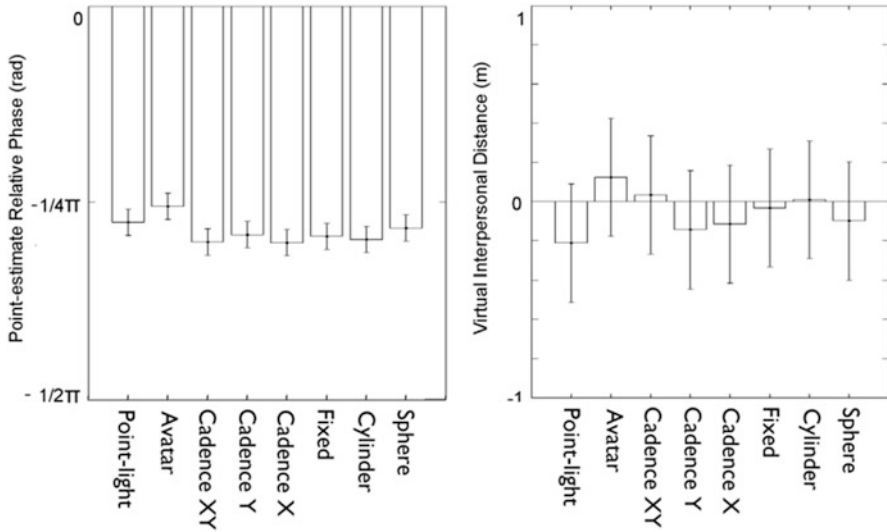 Point-estimate Relative Phase (rad)
0
-1/4π
- 1/2π
Point-light
Avatar
Cadence XY
Cadence Y
Cadence X
Fixed
Cylinder
Sphere
Virtual Interpersonal Distance (m)
1
0
-1
Point-light
Avatar
Cadence XY
Cadence Y
Cadence X
Fixed
Cylinder
Sphere